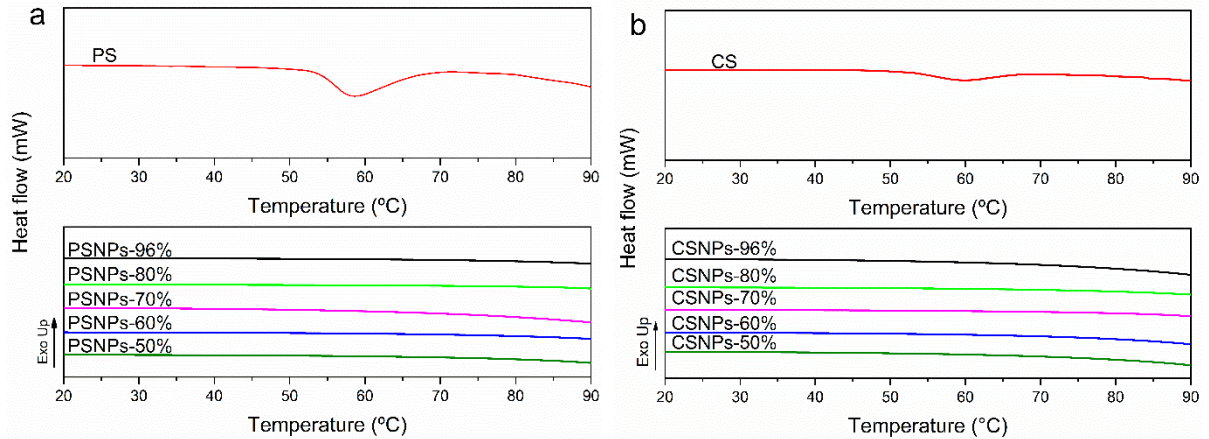 a
PS
20 30 40 50 60 70 80 90
Temperature (ºC)
Heat flow (mW)
PSNPs-96%
PSNPs-80%
PSNPs-70%
PSNPs-60%
PSNPs-50%
Exo Up
20 30 40 50 60 70 80 90
Temperature (ºC)
b
CS
20 30 40 50 60 70 80 90
Temperature (ºC)
Heat flow (mW)
CSNPs-96%
CSNPs-80%
CSNPs-70%
CSNPs-60%
CSNPs-50%
Exo Up
20 30 40 50 60 70 80 90
Temperature (°C)